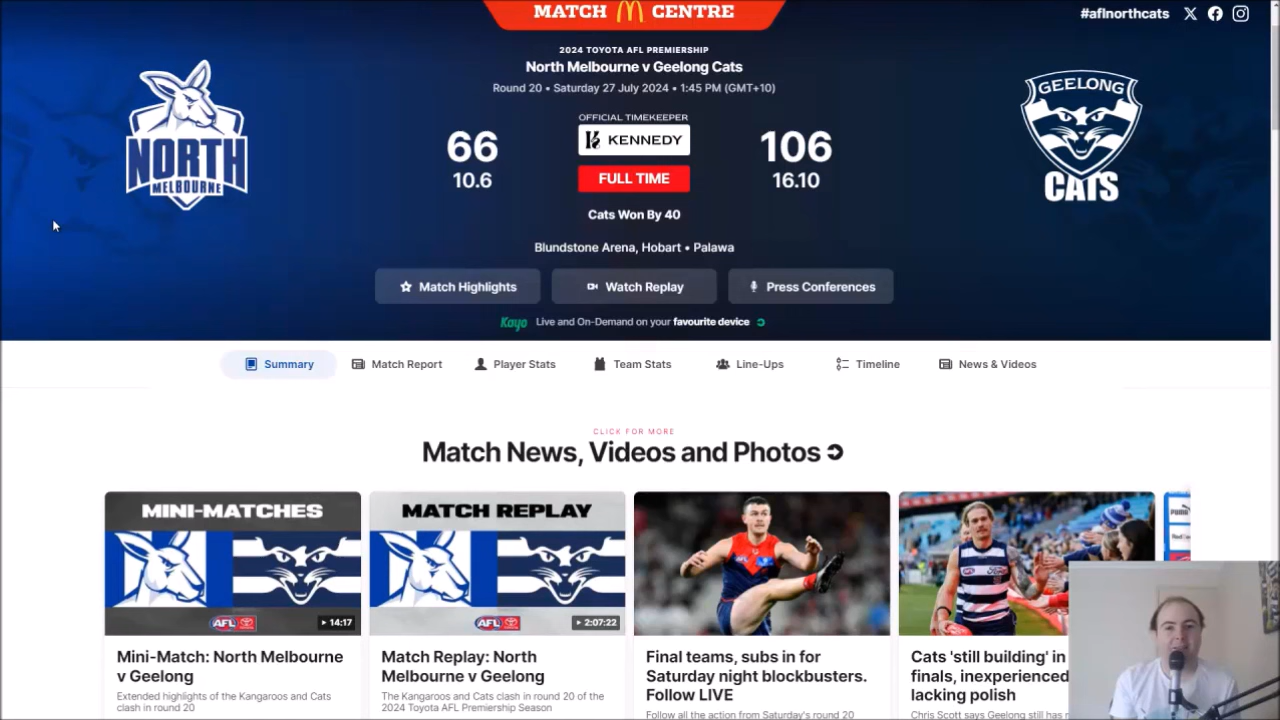 MATCH CENTRE
#aflnorthcats
2024 TOYOTA AFL PREMIERSHIP
North Melbourne v Geelong Cats
Round 20 • Saturday 27 July 2024 • 1:45 PM (GMT+10)
NORTH
MELBOURNE
66
10.6
OFFICIAL TIMEKEEPER
KENNEDY
FULL TIME
106
16.10
GEELONG
CATS
Cats Won By 40
Blundstone Arena, Hobart • Palawa
Match Highlights
Watch Replay
Press Conferences
Kayo Live and On-Demand on your favourite device
Summary
Match Report
Player Stats
Team Stats
Line-Ups
Timeline
News & Videos
CLICK FOR MORE
Match News, Videos and Photos
MINI-MATCHES
AFL
14:17
MATCH REPLAY
AFL
2:07:22
Mini-Match: North Melbourne
v Geelong
Extended highlights of the Kangaroos and Cats
clash in round 20
Match Replay: North
Melbourne v Geelong
The Kangaroos and Cats clash in round 20 of the
2024 Toyota AFL Premiership Season
Final teams, subs in for
Saturday night blockbusters.
Follow LIVE
Follow all the action from Saturday's round 20
Cats 'still building' in
finals, inexperienced
lacking polish
Chris Scott says Geelong still has